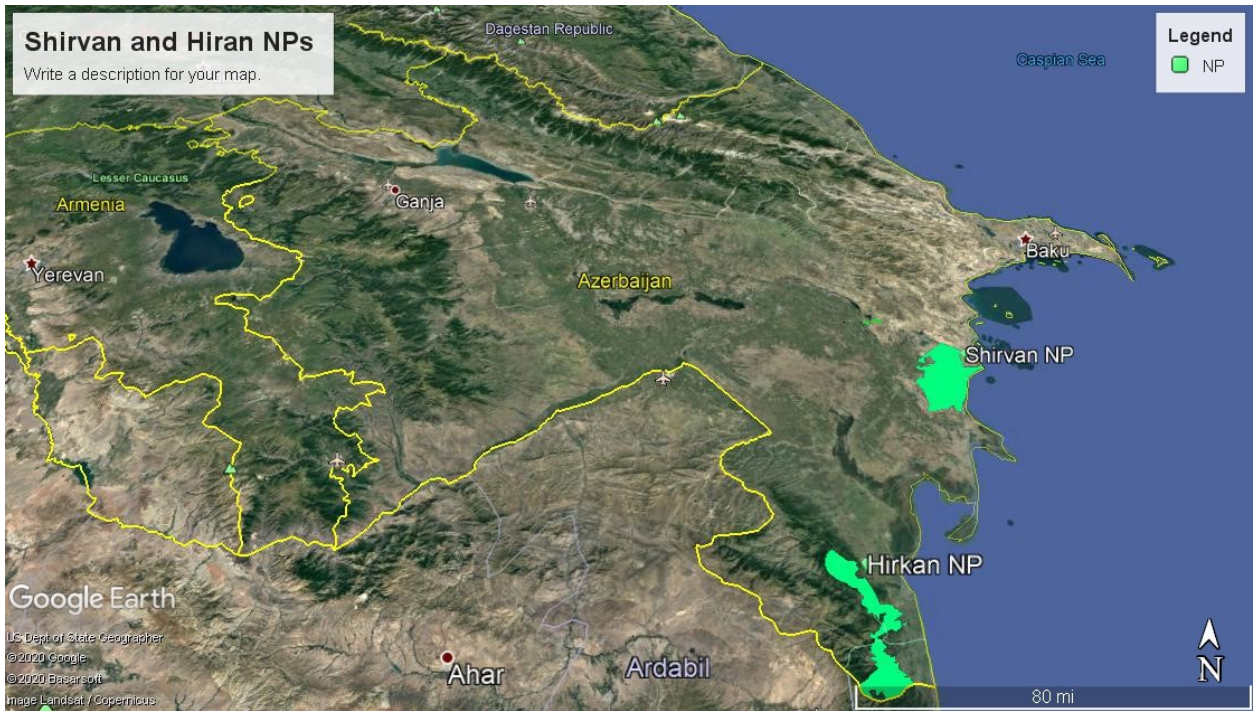 Shirvan and Hiran NPs
Write a description for your map.
Legend
NP
Dagestan Republic
Caspian Sea
Lesser Caucasus
Armenia
Ganja
Yerevan
Baku
Azerbaijan
Shirvan NP
Hirkan NP
Google Earth
US Dept of State Geographer
© 2020 Google
© 2020 Basarsoft
Image Landsat / Copernicus
Ahar
Ardabil
N
80 mi